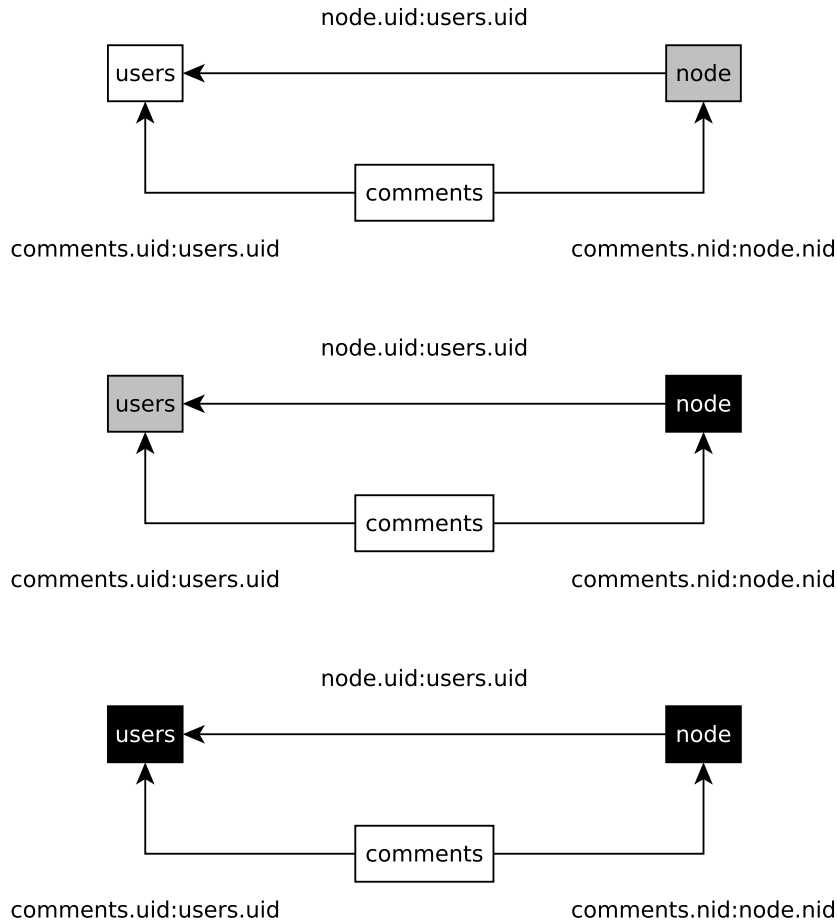 node.uid:users.uid
users
node
comments
comments.uid:users.uid
comments.nid:node.nid
node.uid:users.uid
users
node
comments
comments.uid:users.uid
comments.nid:node.nid
node.uid:users.uid
users
node
comments
comments.uid:users.uid
comments.nid:node.nid